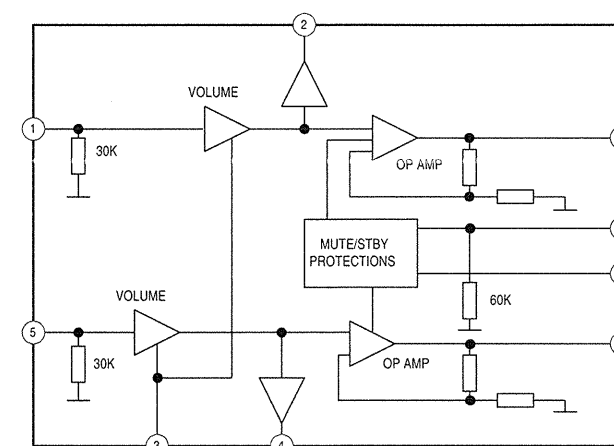 2
VOLUME
1
30K
OP AMP
MUTE/STBY
PROTECTIONS
VOLUME
60K
5
30K
OP AMP
3
4